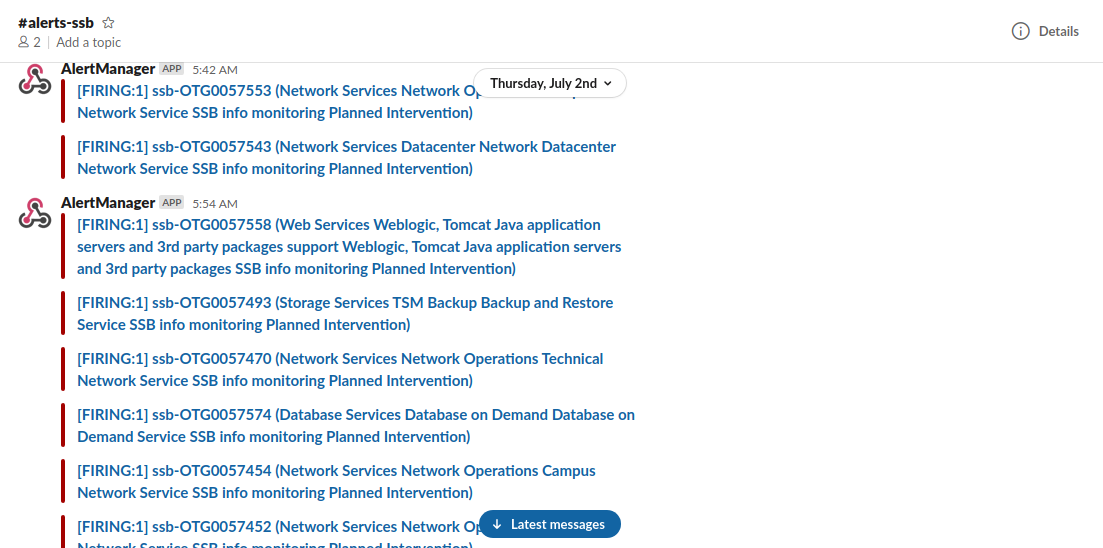 #alerts-ssb
2 | Add a topic
Details
Thursday, July 2nd
AlertManager APP 5:42 AM
[FIRING:1] ssb-OTG0057553 (Network Services Network
Network Service SSB info monitoring Planned Intervention)
[FIRING:1] ssb-OTG0057543 (Network Services Datacenter Network Datacenter
Network Service SSB info monitoring Planned Intervention)
AlertManager APP 5:54 AM
[FIRING:1] ssb-OTG0057558 (Web Services Weblogic, Tomcat Java application
servers and 3rd party packages support Weblogic, Tomcat Java application servers
and 3rd party packages SSB info monitoring Planned Intervention)
[FIRING:1] ssb-OTG0057493 (Storage Services TSM Backup Backup and Restore
Service SSB info monitoring Planned Intervention)
[FIRING:1] ssb-OTG0057470 (Network Services Network Operations Technical
Network Service SSB info monitoring Planned Intervention)
[FIRING:1] ssb-OTG0057574 (Database Services Database on Demand Database on
Demand Service SSB info monitoring Planned Intervention)
[FIRING:1] ssb-OTG0057454 (Network Services Network Operations Campus
Network Service SSB info monitoring Planned Intervention)
[FIRING:1] ssb-OTG0057452 (Network Services Network
Network Service SSB info monitoring Planned Intervention)
Latest messages